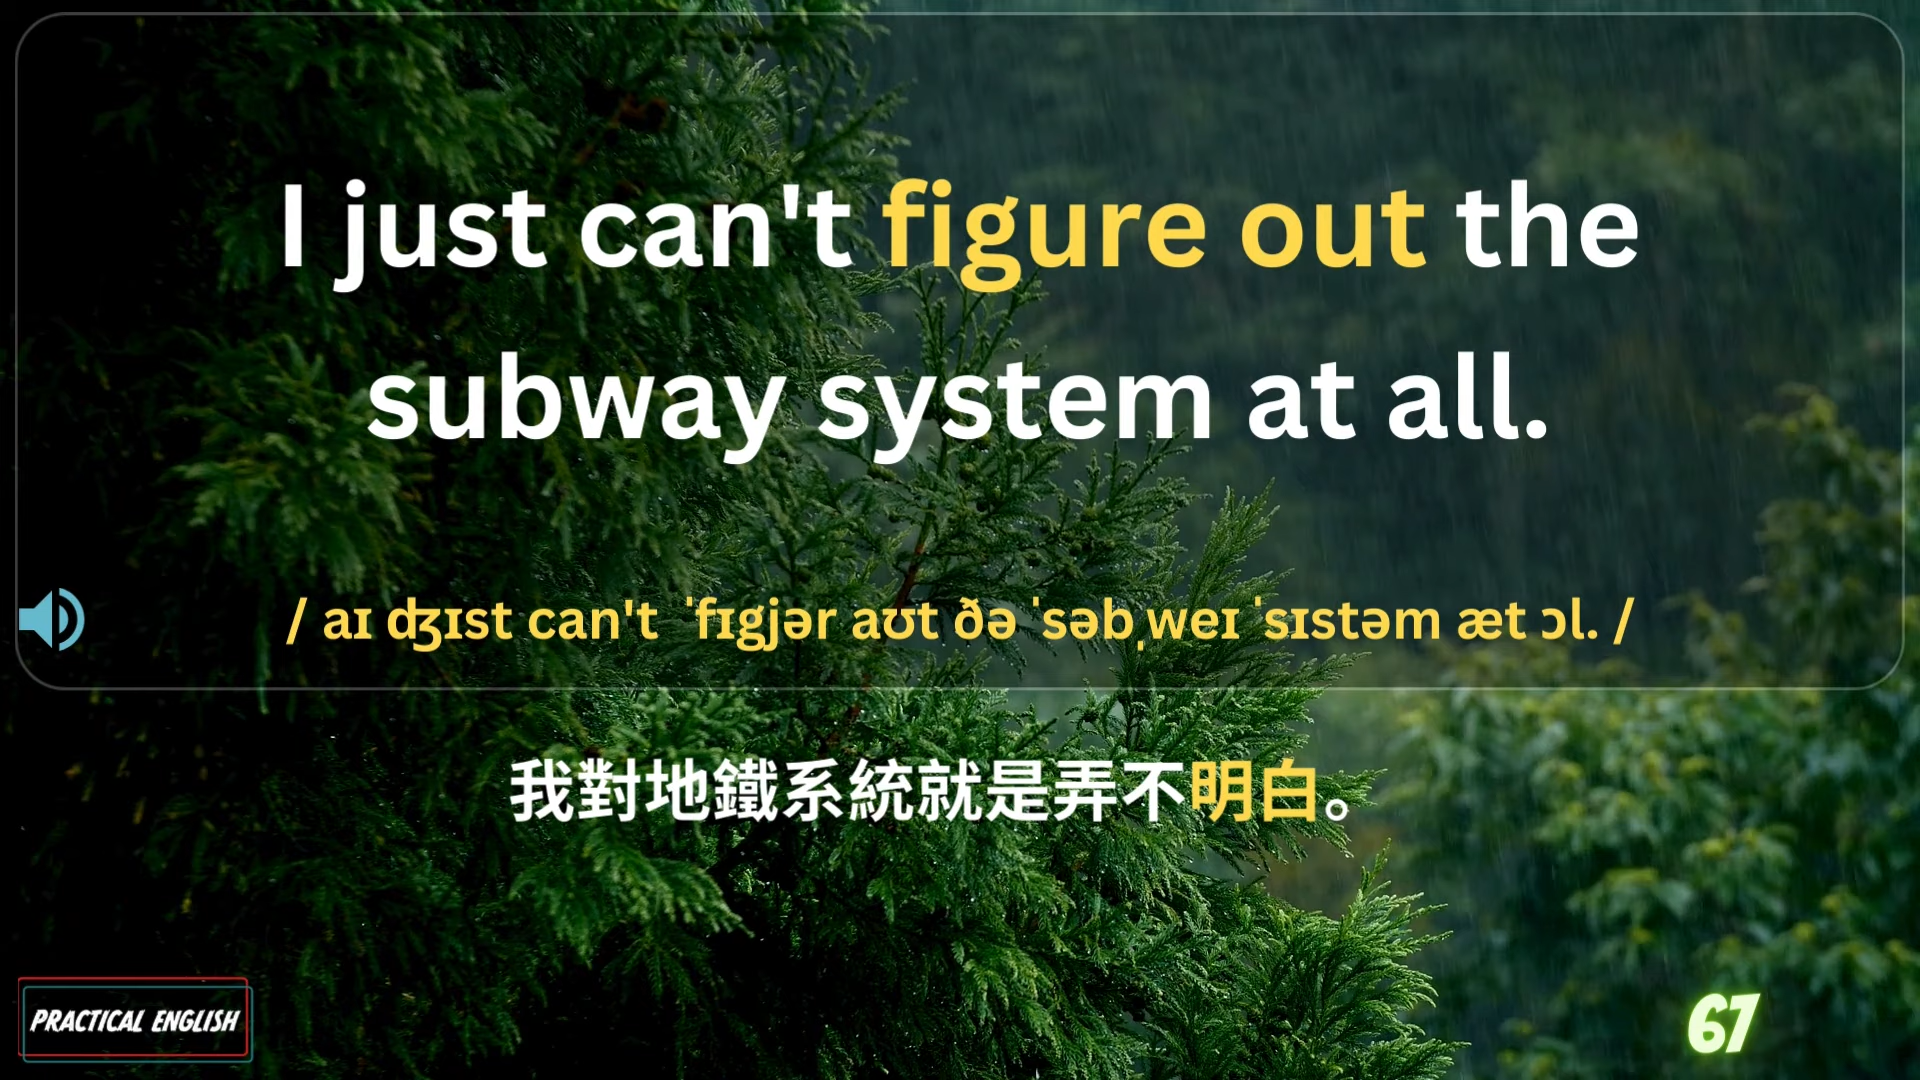 I just can't figure out the
subway system at all.
/ aɪ ʤɪst can't ˈfɪgjər aʊt ðə ˈsəbˌweɪ ˈsɪstəm æt ɔl. /
我對地鐵系統就是弄不明白。
PRACTICAL ENGLISH
67